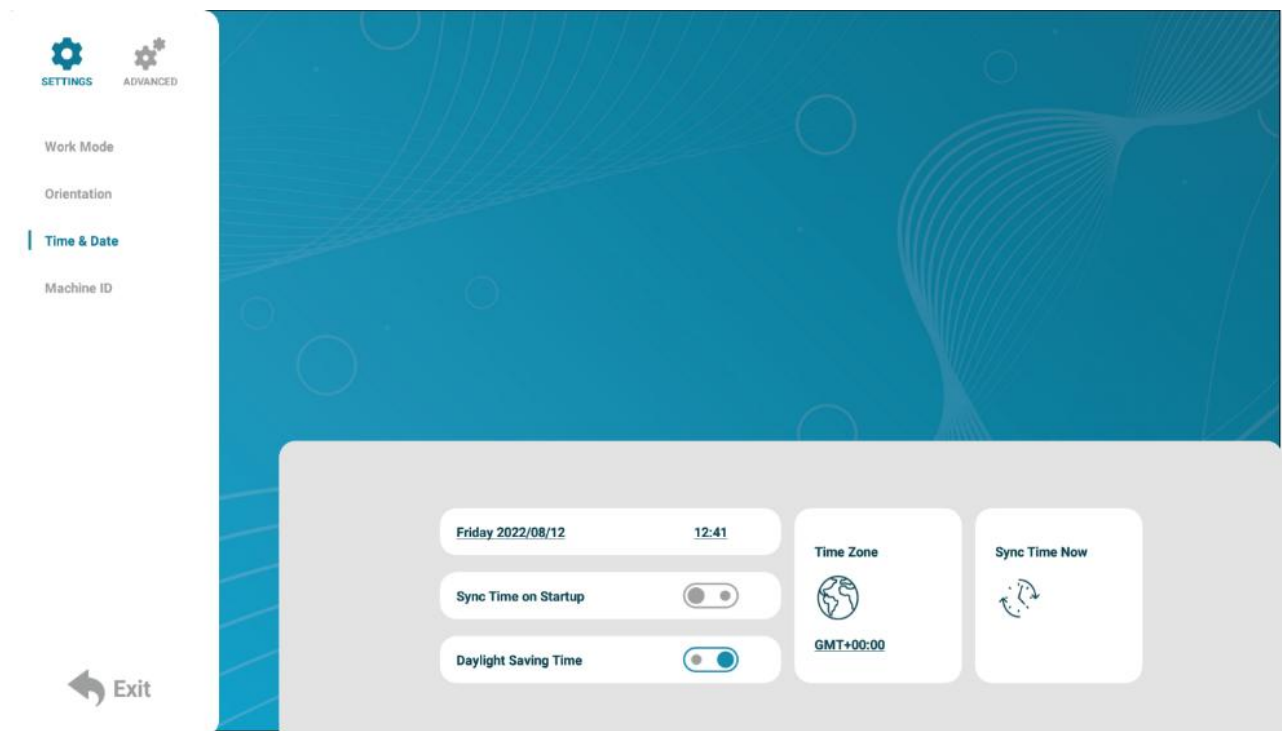 SETTINGS ADVANCED
Work Mode
Orientation
Time & Date
Machine ID
Exit
Friday 2022/08/12 12:41
Sync Time on Startup
Daylight Saving Time
Time Zone
GMT+00:00
Sync Time Now